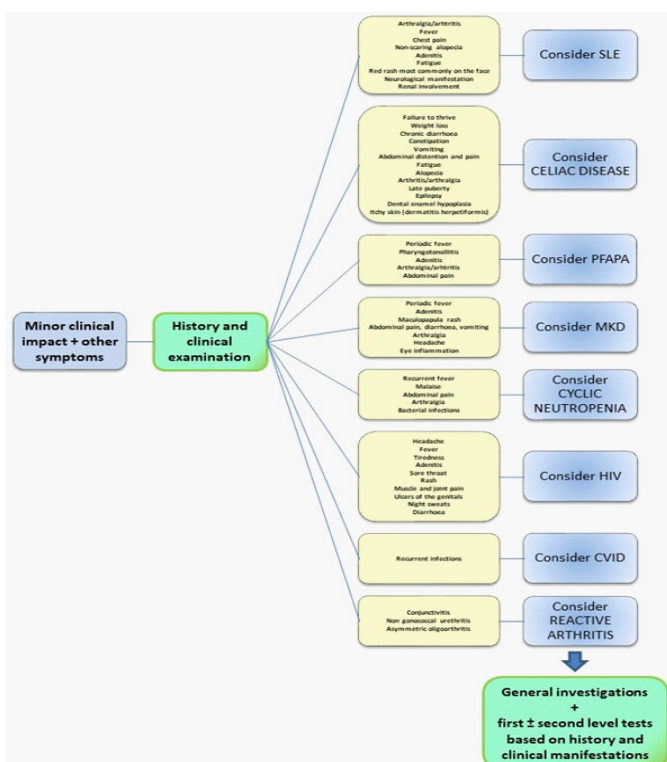 Arthralgia/arhtritis
Fever
Chest pain
Non-scaring alopecia
Adenitis
Fatigue
Red rash most commonly on the face
Neurological manifestation
Renal involvement
Consider SLE
Failure to thrive
Weight loss
Chronic diarrhoea
Constipation
Vomiting
Abdominal distention and pain
Fatigue
Alopecia
Arthritis/arthralgia
Late puberty
Epilepsy
Dental enamel hypoplasia
Itchy skin (dermatitis herpetiformis)
Consider
CELIAC DISEASE
Periodic fever
Pharyngotonsillitis
Adenitis
Arthralgia/arhtritis
Abdominal pain
Consider PFAPA
Minor clinical
impact + other
symptoms
History and
clinical
examination
Periodic fever
Adenitis
Maculopapula rash
Abdominal pain, diarrhoea, vomiting
Arthralgia
Headache
Eye inflammation
Consider MKD
Recurrent fever
Malaise
Abdominal pain
Arthralgia
Bacterial infections
Consider
CYCLIC
NEUTROPENIA
Headache
Fever
Tiredness
Adenitis
Sore throat
Rash
Muscle and joint pain
Ulcers of the genitals
Night sweats
Diarrhoea
Consider HIV
Recurrent infections
Consider CVID
Conjunctivitis
Non gonococcal urethritis
Asymmetric oligoarthritis
Consider
REACTIVE
ARTHRITIS
General investigations
+
first ± second level tests
based on history and
clinical manifestations